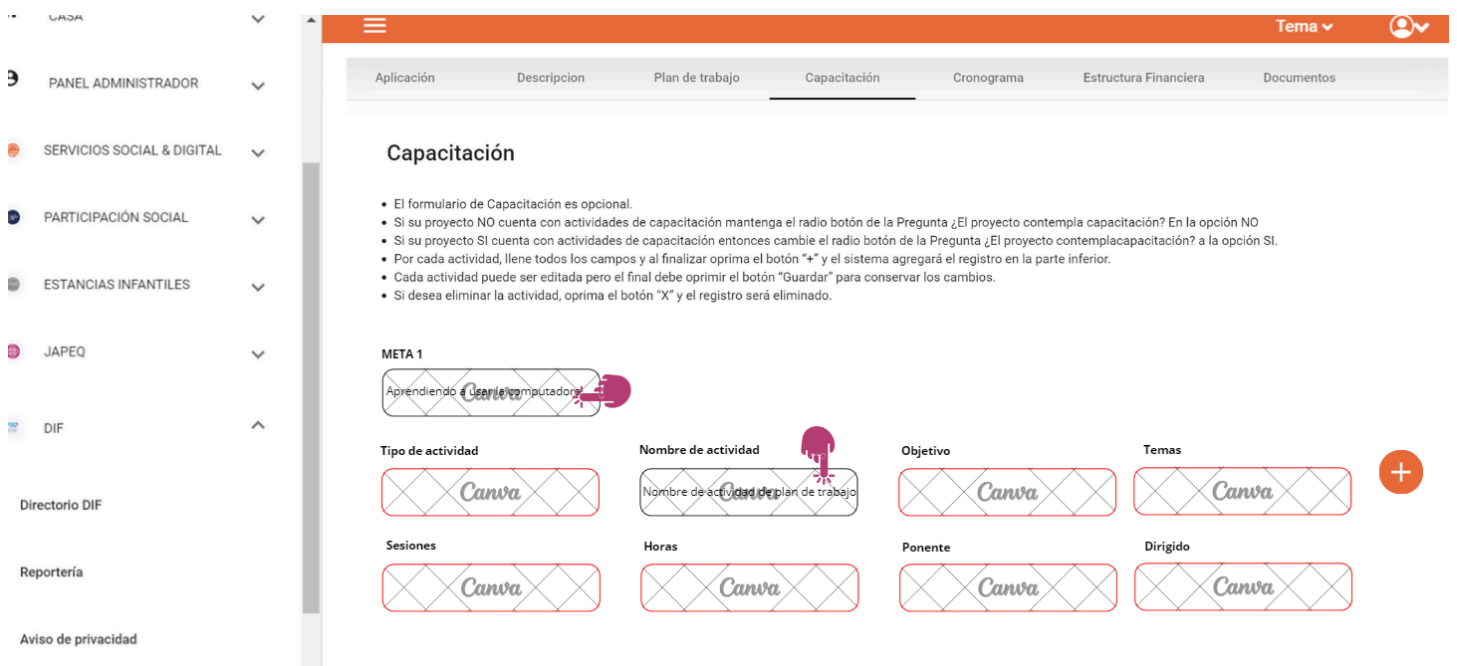 CASA
Tema
PANEL ADMINISTRADOR
Aplicación Descripcion Plan de trabajo Capacitación Cronograma Estructura Financiera Documentos
SERVICIOS SOCIAL & DIGITAL
PARTICIPACIÓN SOCIAL
ESTANCIAS INFANTILES
JAPEQ
DIF
Directorio DIF
Reportería
Aviso de privacidad
Capacitación
• El formulario de Capacitación es opcional.
• Si su proyecto NO cuenta con actividades de capacitación mantenga el radio botón de la Pregunta ¿El proyecto contempla capacitación? En la opción NO
• Si su proyecto SI cuenta con actividades de capacitación entonces cambie el radio botón de la Pregunta ¿El proyecto contemplacapacitación? a la opción SI.
• Por cada actividad, llene todos los campos y al finalizar oprima el botón “+” y el sistema agregará el registro en la parte inferior.
• Cada actividad puede ser editada pero el final debe oprimir el botón “Guardar” para conservar los cambios.
• Si desea eliminar la actividad, oprima el botón “X” y el registro será eliminado.
META 1
Aprendiendo a usar la computadora
Canva
Tipo de actividad Nombre de actividad Objetivo Temas
Canva Nombre de actividad de plan de trabajo Canva Canva Canva
+
Sesiones Horas Ponente Dirigido
Canva Canva Canva Canva